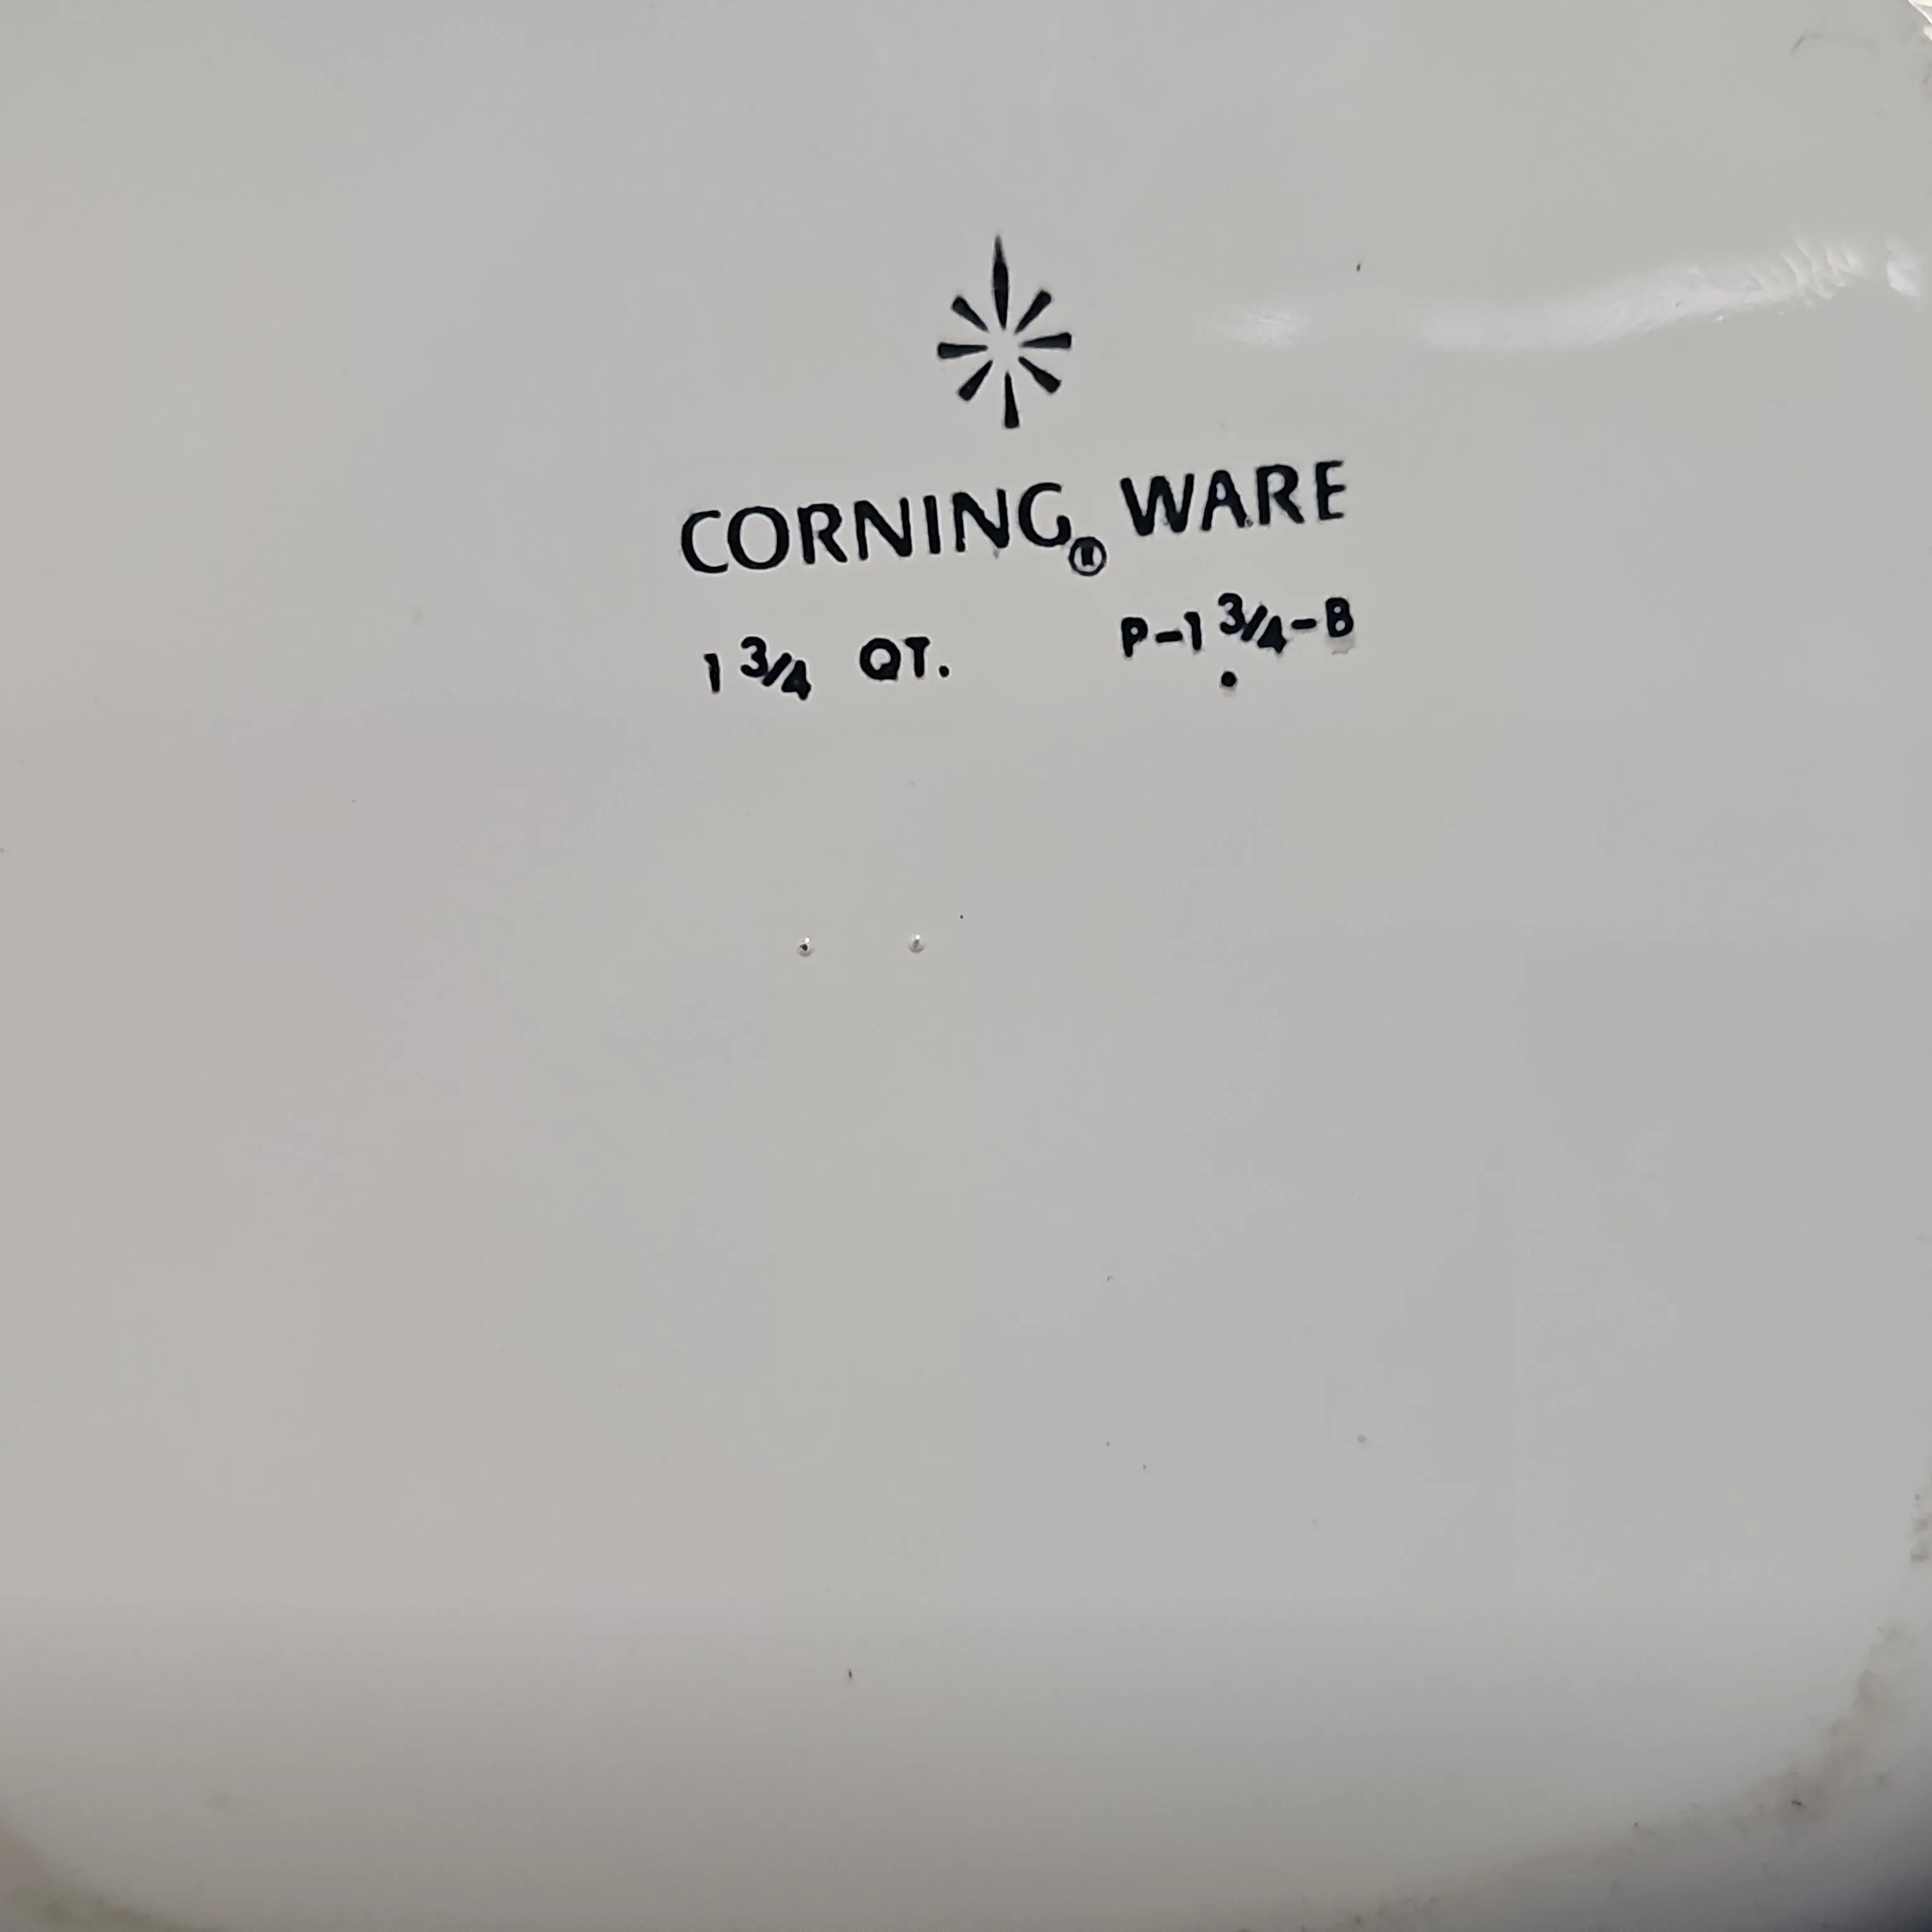 CORNING® WARE
1 3/4 QT. P-1 3/4-B